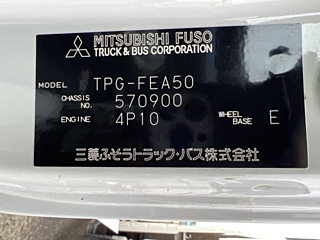 MITSUBISHI FUSO
TRUCK & BUS CORPORATION
MODEL TPG-FEA50
CHASSIS NO. 570900
ENGINE 4P10 WHEEL BASE E
三菱ふそうトラック・バス株式会社